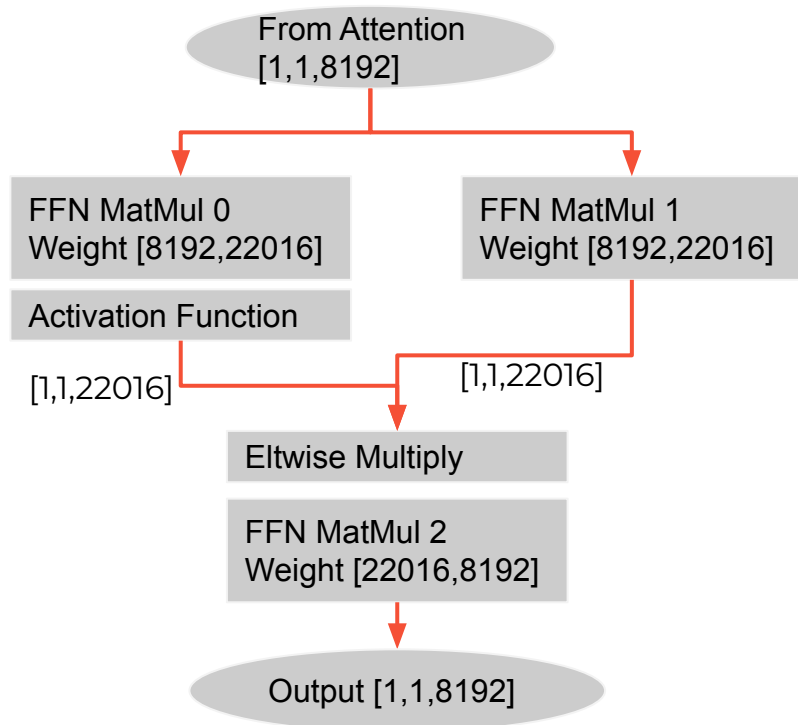 From Attention
[1,1,8192]
FFN MatMul 0
Weight [8192,22016]
FFN MatMul 1
Weight [8192,22016]
Activation Function
[1,1,22016]
[1,1,22016]
Eltwise Multiply
FFN MatMul 2
Weight [22016,8192]
Output [1,1,8192]